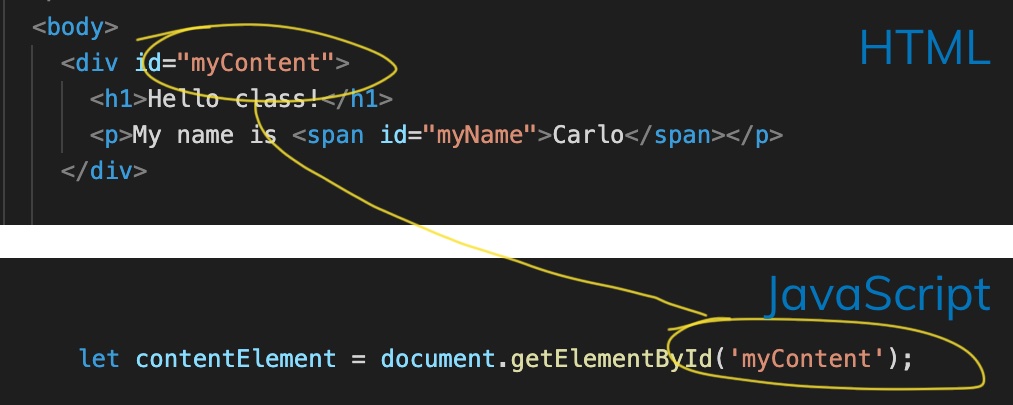 <body>
HTML
<div id="myContent">
<h1>Hello class!</h1>
<p>My name is <span id="myName">Carlo</span></p>
</div>
JavaScript
let contentElement = document.getElementById('myContent');